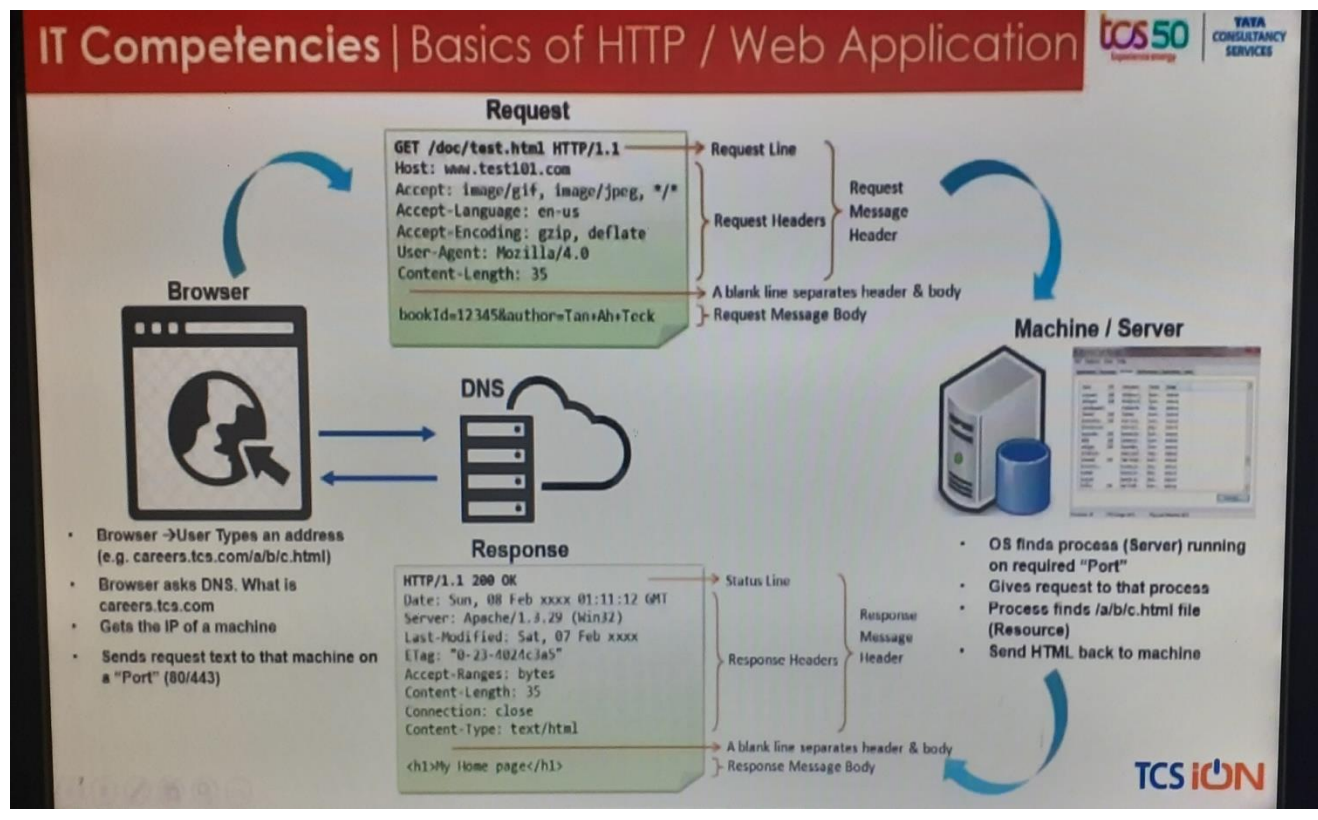 IT Competencies | Basics of HTTP / Web Application
tcs 50
Experience energy
TATA
CONSULTANCY
SERVICES
Request
GET /doc/test.html HTTP/1.1
Host: www.test101.com
Accept: image/gif, image/jpeg, */*
Accept-Language: en-us
Accept-Encoding: gzip, deflate
User-Agent: Mozilla/4.0
Content-Length: 35
bookId=12345&author=Tan+Ah+Teck
Request Line
Request Headers
Request
Message
Header
A blank line separates header & body
Request Message Body
Browser
DNS
Machine / Server
• Browser →User Types an address
(e.g. careers.tcs.com/a/b/c.html)
• Browser asks DNS. What is
careers.tcs.com
• Gets the IP of a machine
• Sends request text to that machine on
a "Port" (80/443)
Response
HTTP/1.1 200 OK
Date: Sun, 08 Feb xxxx 01:11:12 GMT
Server: Apache/1.3.29 (Win32)
Last-Modified: Sat, 07 Feb xxxx
ETag: "0-23-4024c3a5"
Accept-Ranges: bytes
Content-Length: 35
Connection: close
Content-Type: text/html
<h1>My Home page</h1>
Status Line
Response Headers
Response
Message
Header
A blank line separates header & body
Response Message Body
• OS finds process (Server) running
on required "Port"
• Gives request to that process
• Process finds /a/b/c.html file
(Resource)
• Send HTML back to machine
TCS iON